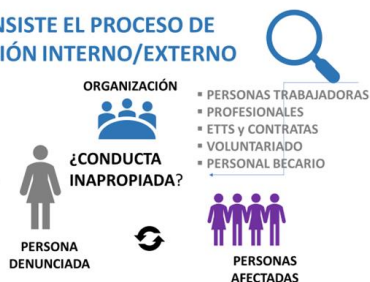 NSISTE EL PROCESO DE
IÓN INTERNO/EXTERNO
ORGANIZACIÓN
▪ PERSONAS TRABAJADORAS
▪ PROFESIONALES
▪ ETTS y CONTRATAS
▪ VOLUNTARIADO
▪ PERSONAL BECARIO
¿CONDUCTA
INAPROPIADA?
PERSONA
DENUNCIADA
PERSONAS
AFECTADAS